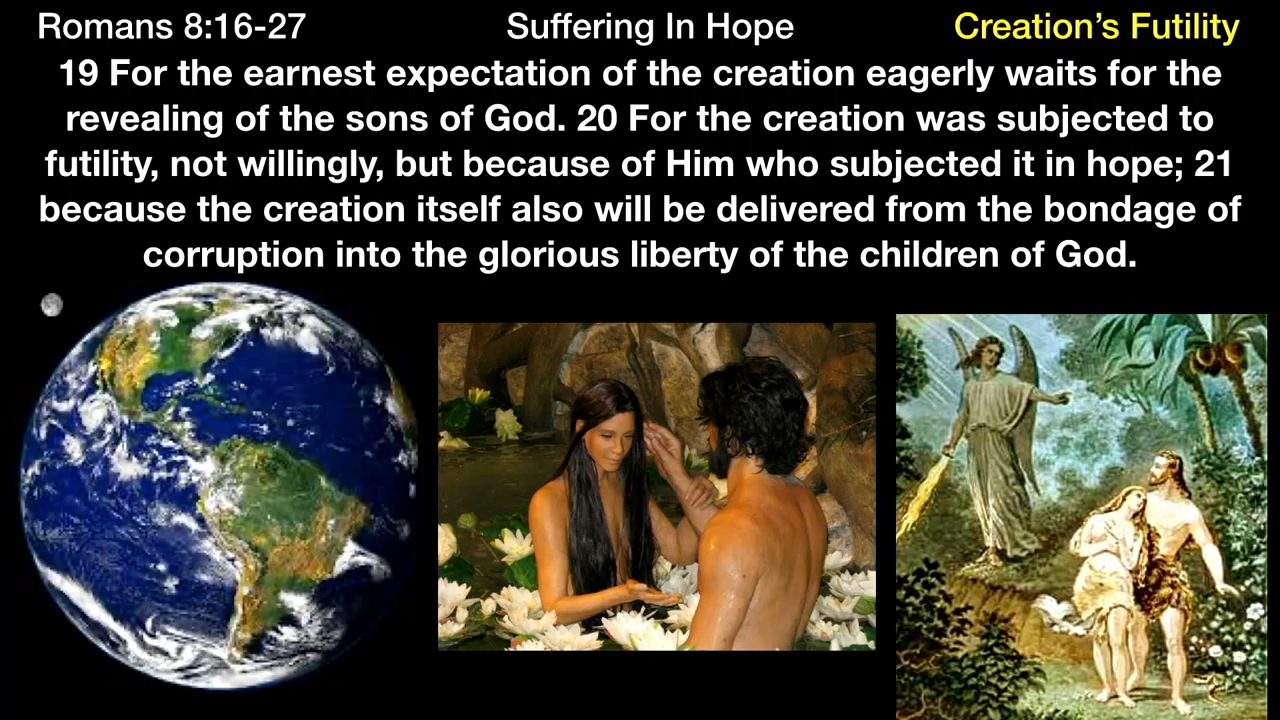 Romans 8:16-27 Suffering In Hope Creation’s Futility
19 For the earnest expectation of the creation eagerly waits for the
revealing of the sons of God. 20 For the creation was subjected to
futility, not willingly, but because of Him who subjected it in hope; 21
because the creation itself also will be delivered from the bondage of
corruption into the glorious liberty of the children of God.